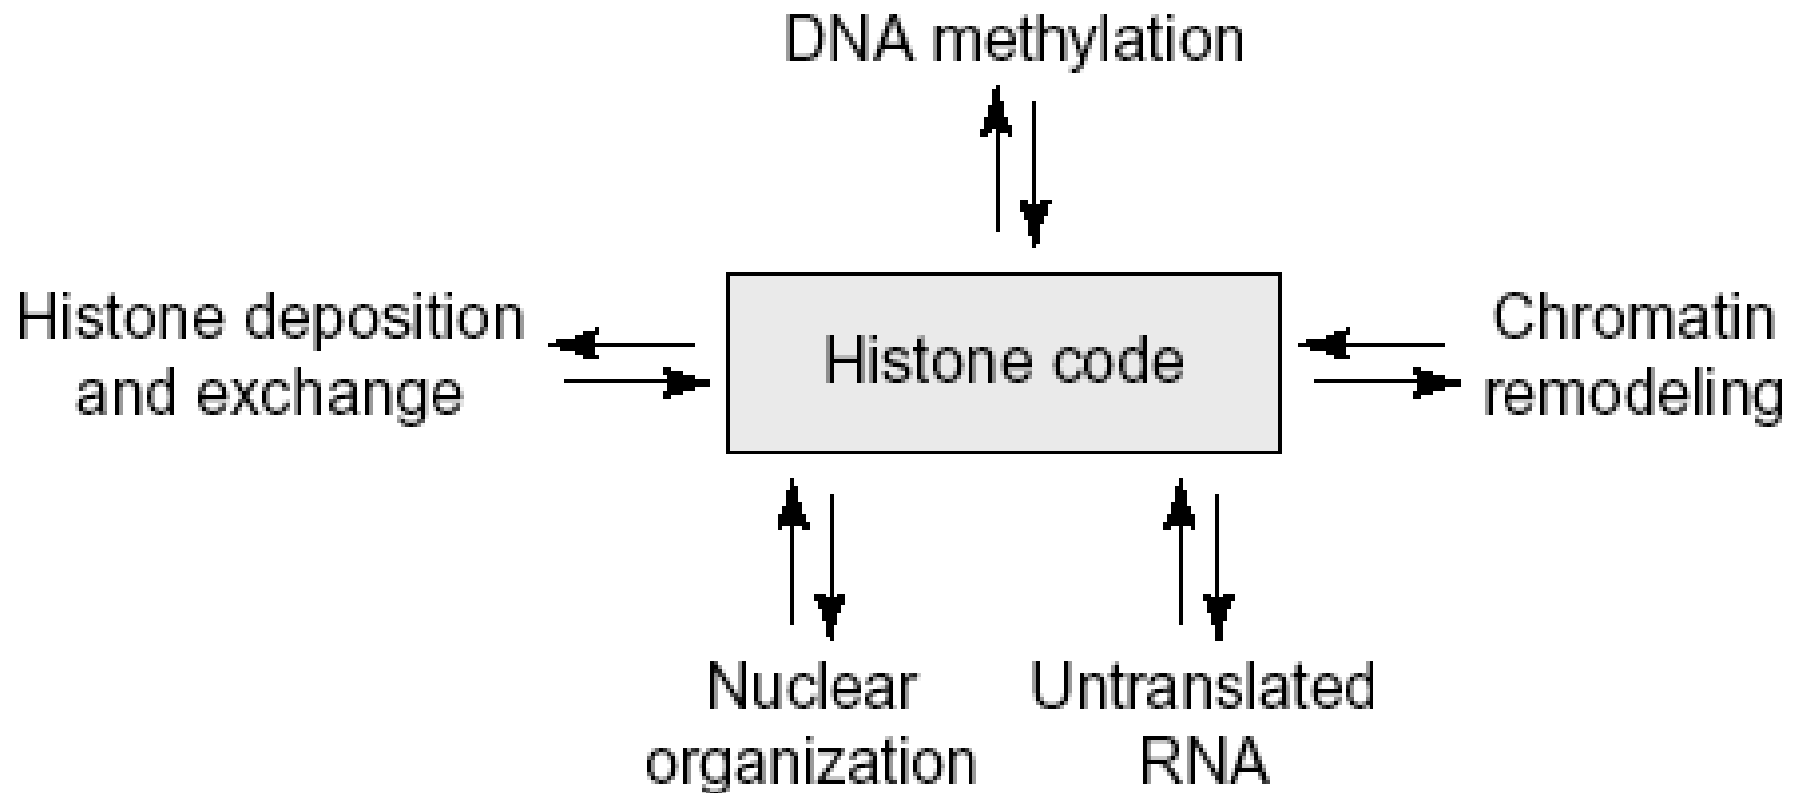 DNA methylation
Histone deposition
and exchange
Histone code
Chromatin
remodeling
Nuclear
organization
Untranslated
RNA